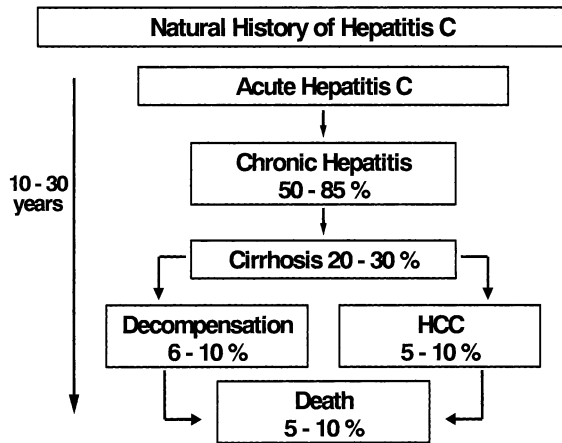 Natural History of Hepatitis C
Acute Hepatitis C
Chronic Hepatitis
50 - 85 %
10 - 30
years
Cirrhosis 20 - 30 %
Decompensation
6 - 10 %
HCC
5 - 10 %
Death
5 - 10 %